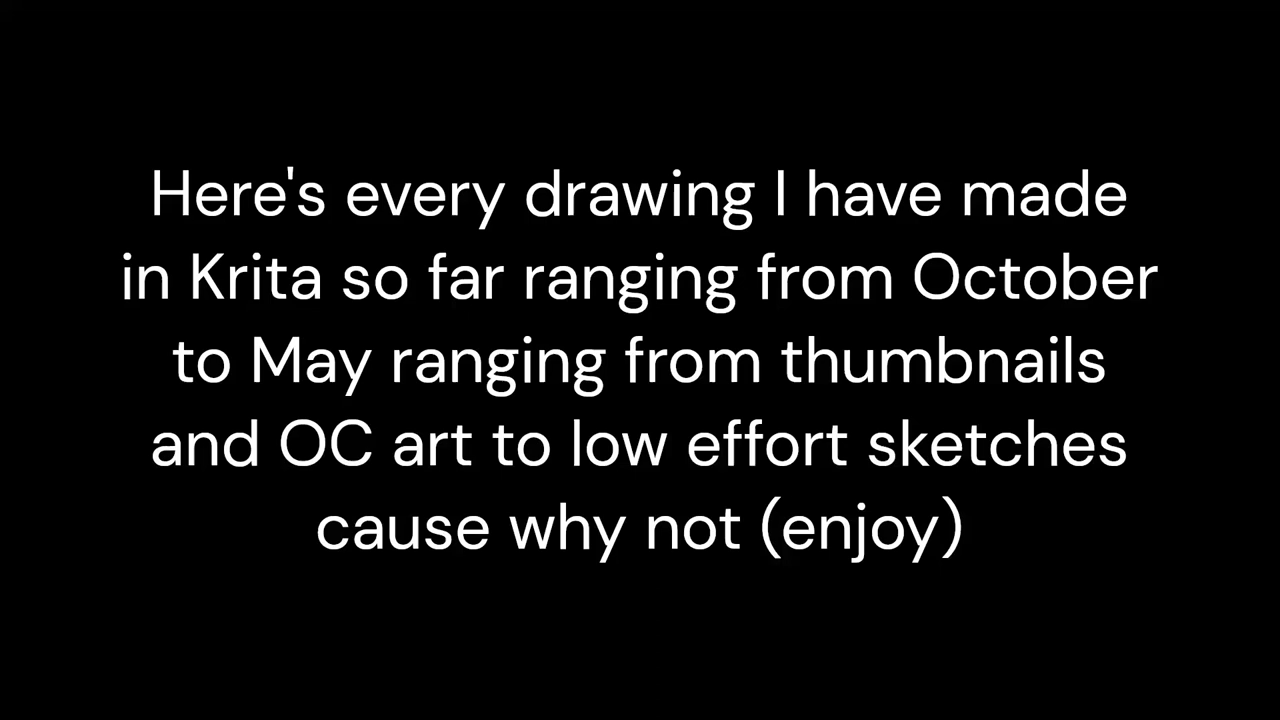 Here's every drawing I have made
in Krita so far ranging from October
to May ranging from thumbnails
and OC art to low effort sketches
cause why not (enjoy)